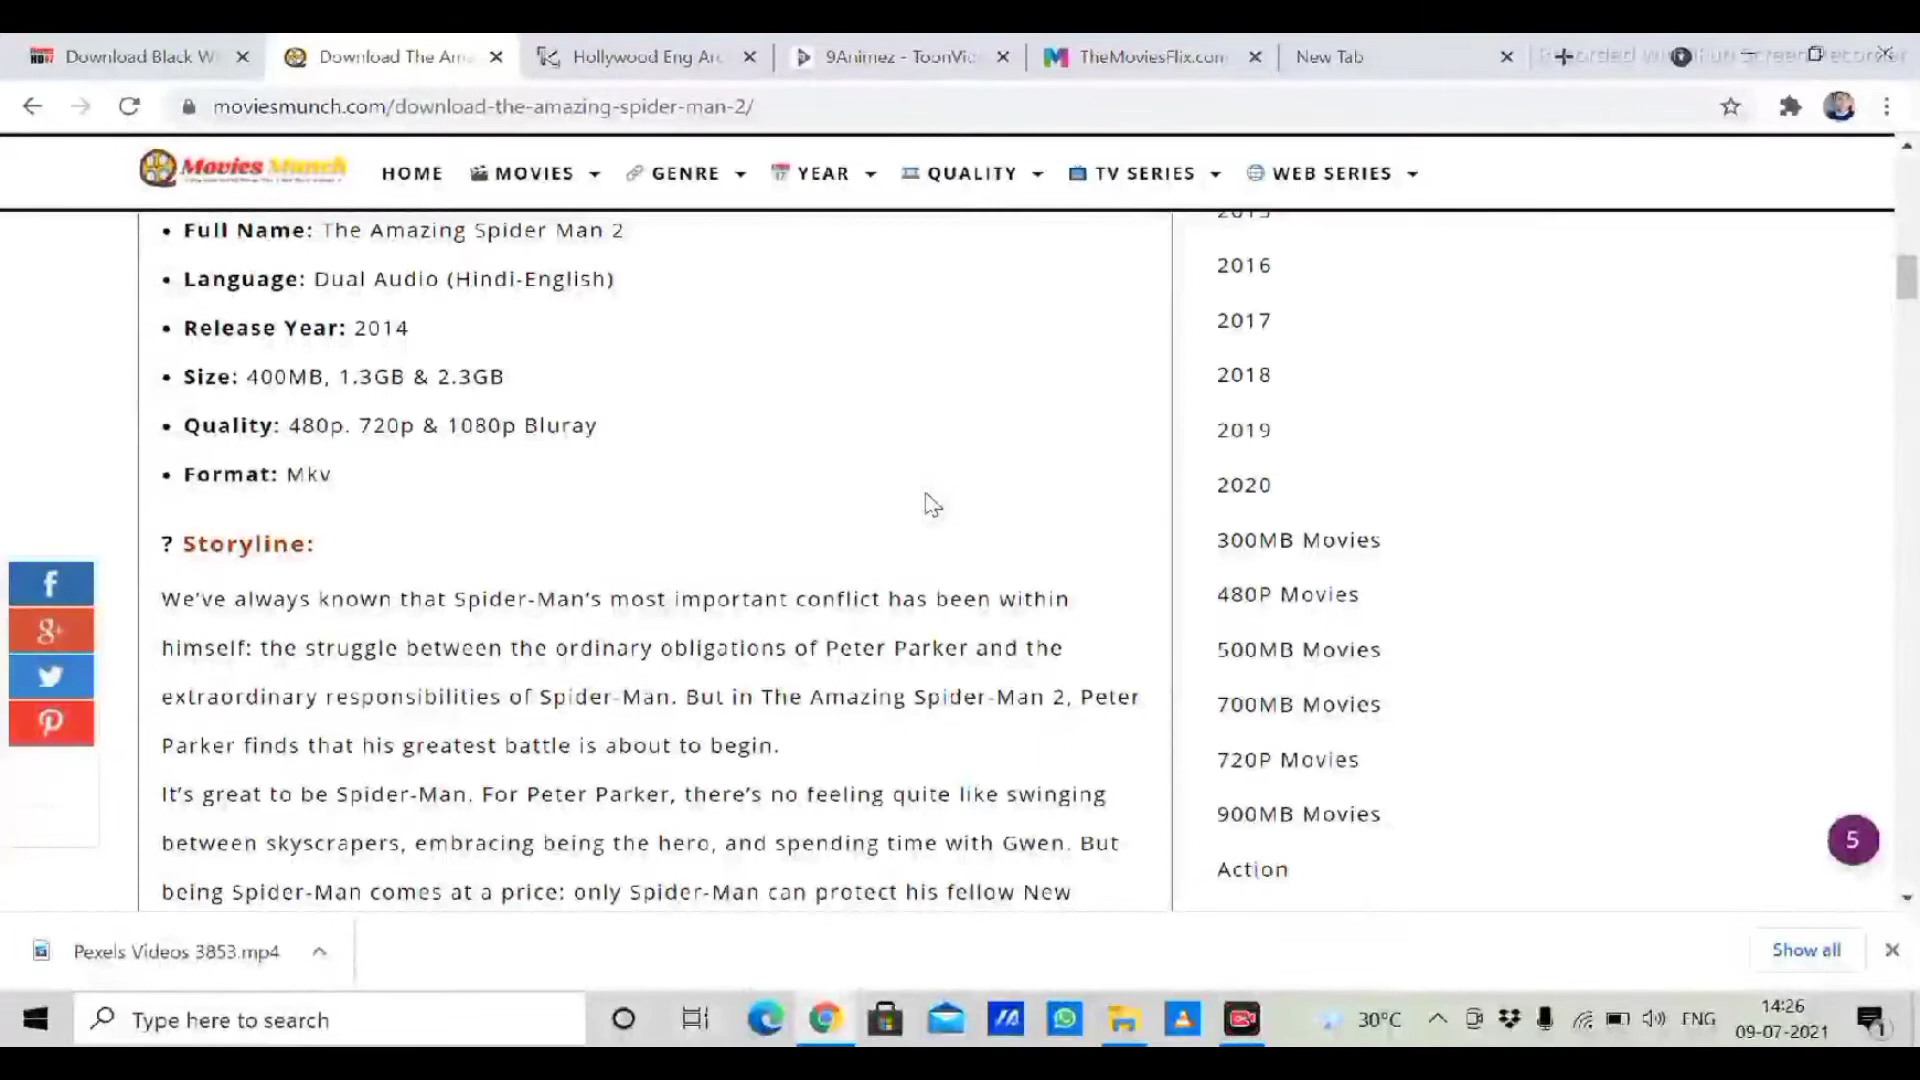 Download Black W
Download The Ama
Hollywood Eng Arc
9Animez - ToonVid
TheMoviesFlix.com
New Tab
moviesmunch.com/download-the-amazing-spider-man-2/
Movies Munch
HOME
MOVIES
GENRE
YEAR
QUALITY
TV SERIES
WEB SERIES
• Full Name: The Amazing Spider Man 2
• Language: Dual Audio (Hindi-English)
• Release Year: 2014
• Size: 400MB, 1.3GB & 2.3GB
• Quality: 480p. 720p & 1080p Bluray
• Format: Mkv
? Storyline:
We've always known that Spider-Man's most important conflict has been within
himself: the struggle between the ordinary obligations of Peter Parker and the
extraordinary responsibilities of Spider-Man. But in The Amazing Spider-Man 2, Peter
Parker finds that his greatest battle is about to begin.
It's great to be Spider-Man. For Peter Parker, there's no feeling quite like swinging
between skyscrapers, embracing being the hero, and spending time with Gwen. But
being Spider-Man comes at a price: only Spider-Man can protect his fellow New
2015
2016
2017
2018
2019
2020
300MB Movies
480P Movies
500MB Movies
700MB Movies
720P Movies
900MB Movies
Action
5
Pexels Videos 3853.mp4
Show all
Type here to search
30°C
ENG
14:26
09-07-2021
1